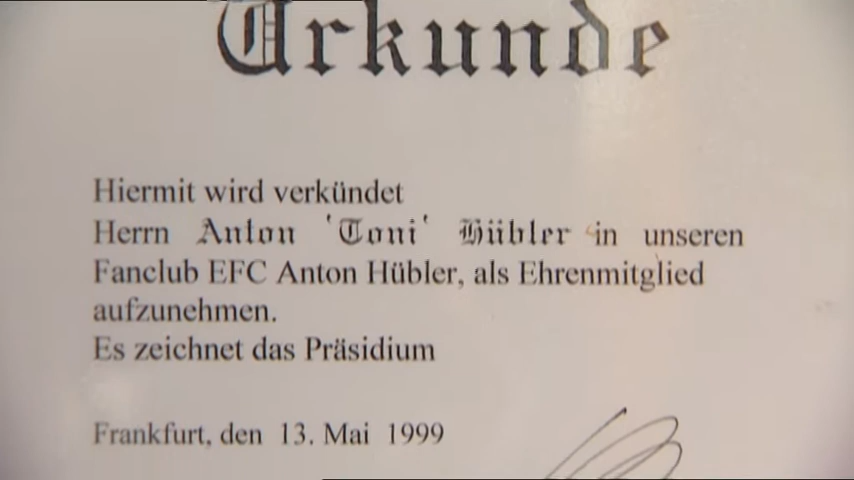 Urkunde
Hiermit wird verkündet
Herrn Anton 'Toni' Hübler in unseren
Fanclub EFC Anton Hübler, als Ehrenmitglied
aufzunehmen.
Es zeichnet das Präsidium
Frankfurt, den 13. Mai 1999